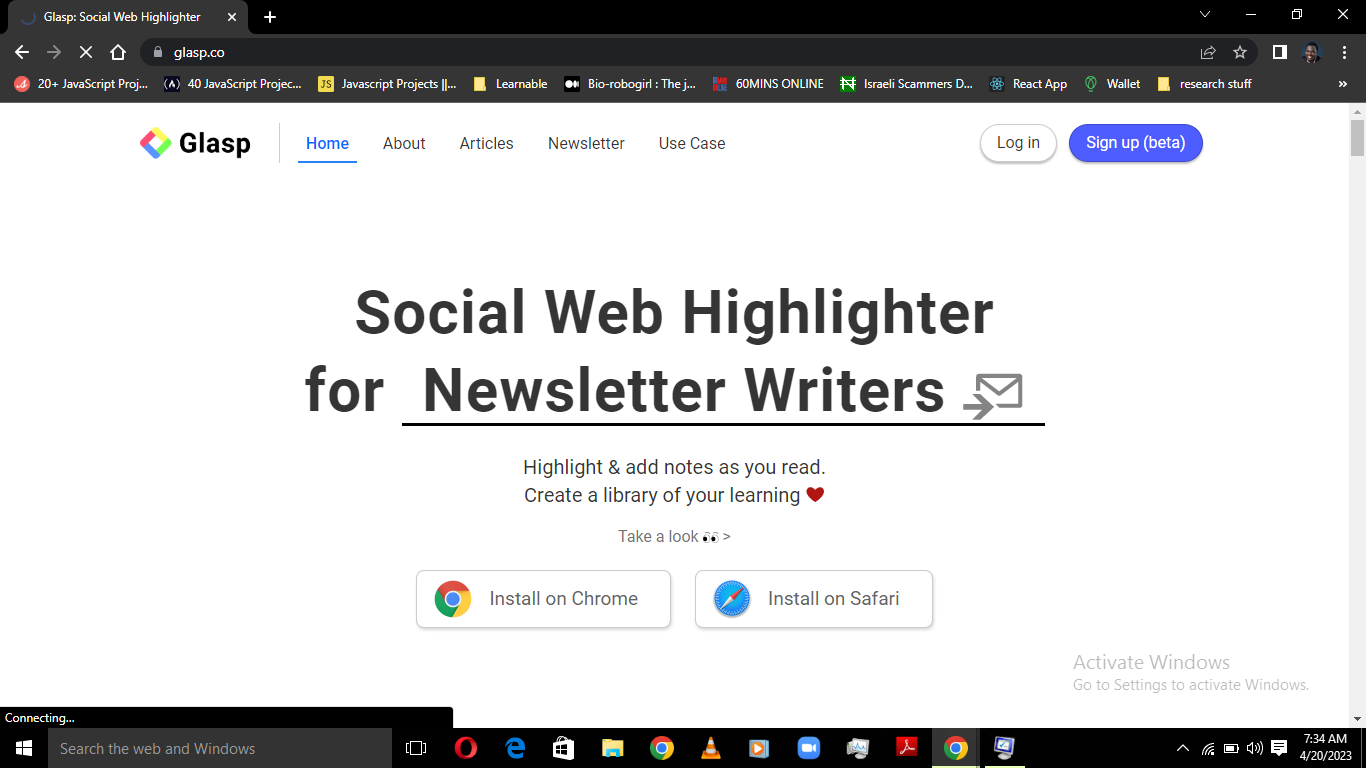 Glasp: Social Web Highlighter
glasp.co
20+ JavaScript Proj...
40 JavaScript Projec...
JS
Javascript Projects ||...
Learnable
Bio-robogirl : The j...
60MINS ONLINE
Israeli Scammers D...
React App
Wallet
research stuff
»
Glasp
Home
About
Articles
Newsletter
Use Case
Log in
Sign up (beta)
Social Web Highlighter
for Newsletter Writers
Highlight & add notes as you read.
Create a library of your learning ❤
Take a look 👀 >
Install on Chrome
Install on Safari
Activate Windows
Go to Settings to activate Windows.
Connecting...
Search the web and Windows
7:34 AM
4/20/2023